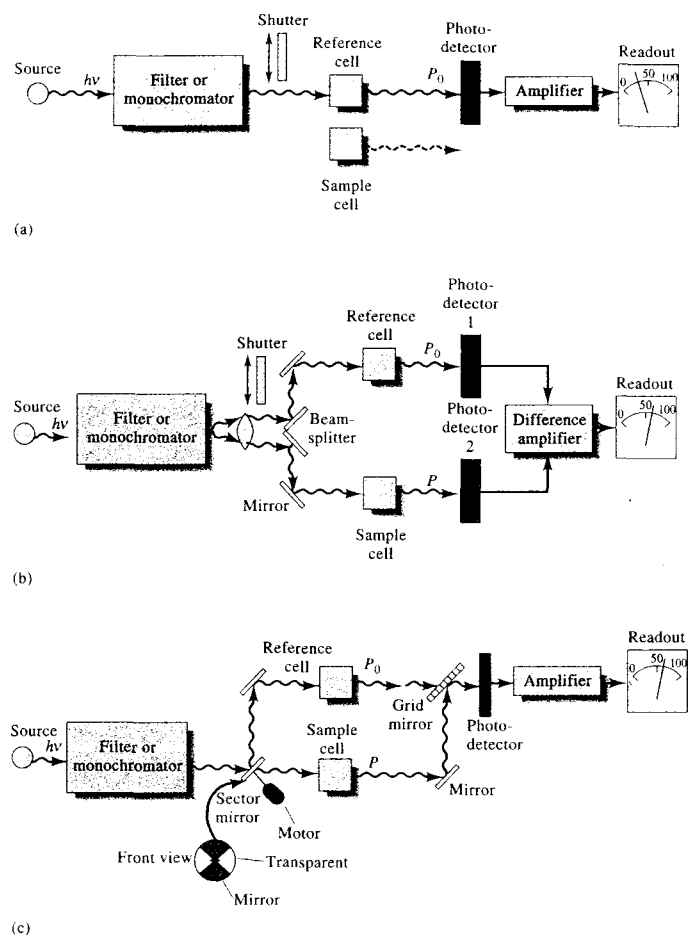 Shutter
Source
hν
Filter or
monochromator
Reference
cell
P₀
Photo-
detector
Amplifier
Readout
0 50 100
Sample
cell
(a)
Source
hν
Filter or
monochromator
Shutter
Beam-
splitter
Mirror
Reference
cell
P₀
Photo-
detector
1
Photo-
detector
2
P
Sample
cell
Difference
amplifier
Readout
0 50 100
(b)
Source
hν
Filter or
monochromator
Reference
cell
P₀
Grid
mirror
Photo-
detector
Amplifier
Readout
0 50 100
Sample
cell
P
Mirror
Sector
mirror
Motor
Front view
Transparent
Mirror
(c)